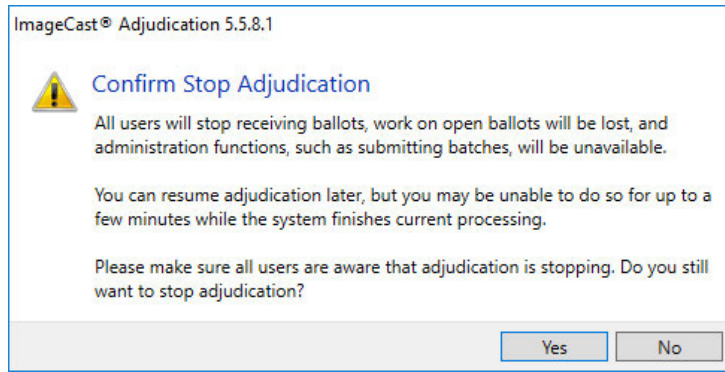 ImageCast® Adjudication 5.5.8.1
Confirm Stop Adjudication
All users will stop receiving ballots, work on open ballots will be lost, and
administration functions, such as submitting batches, will be unavailable.
You can resume adjudication later, but you may be unable to do so for up to a
few minutes while the system finishes current processing.
Please make sure all users are aware that adjudication is stopping. Do you still
want to stop adjudication?
Yes No